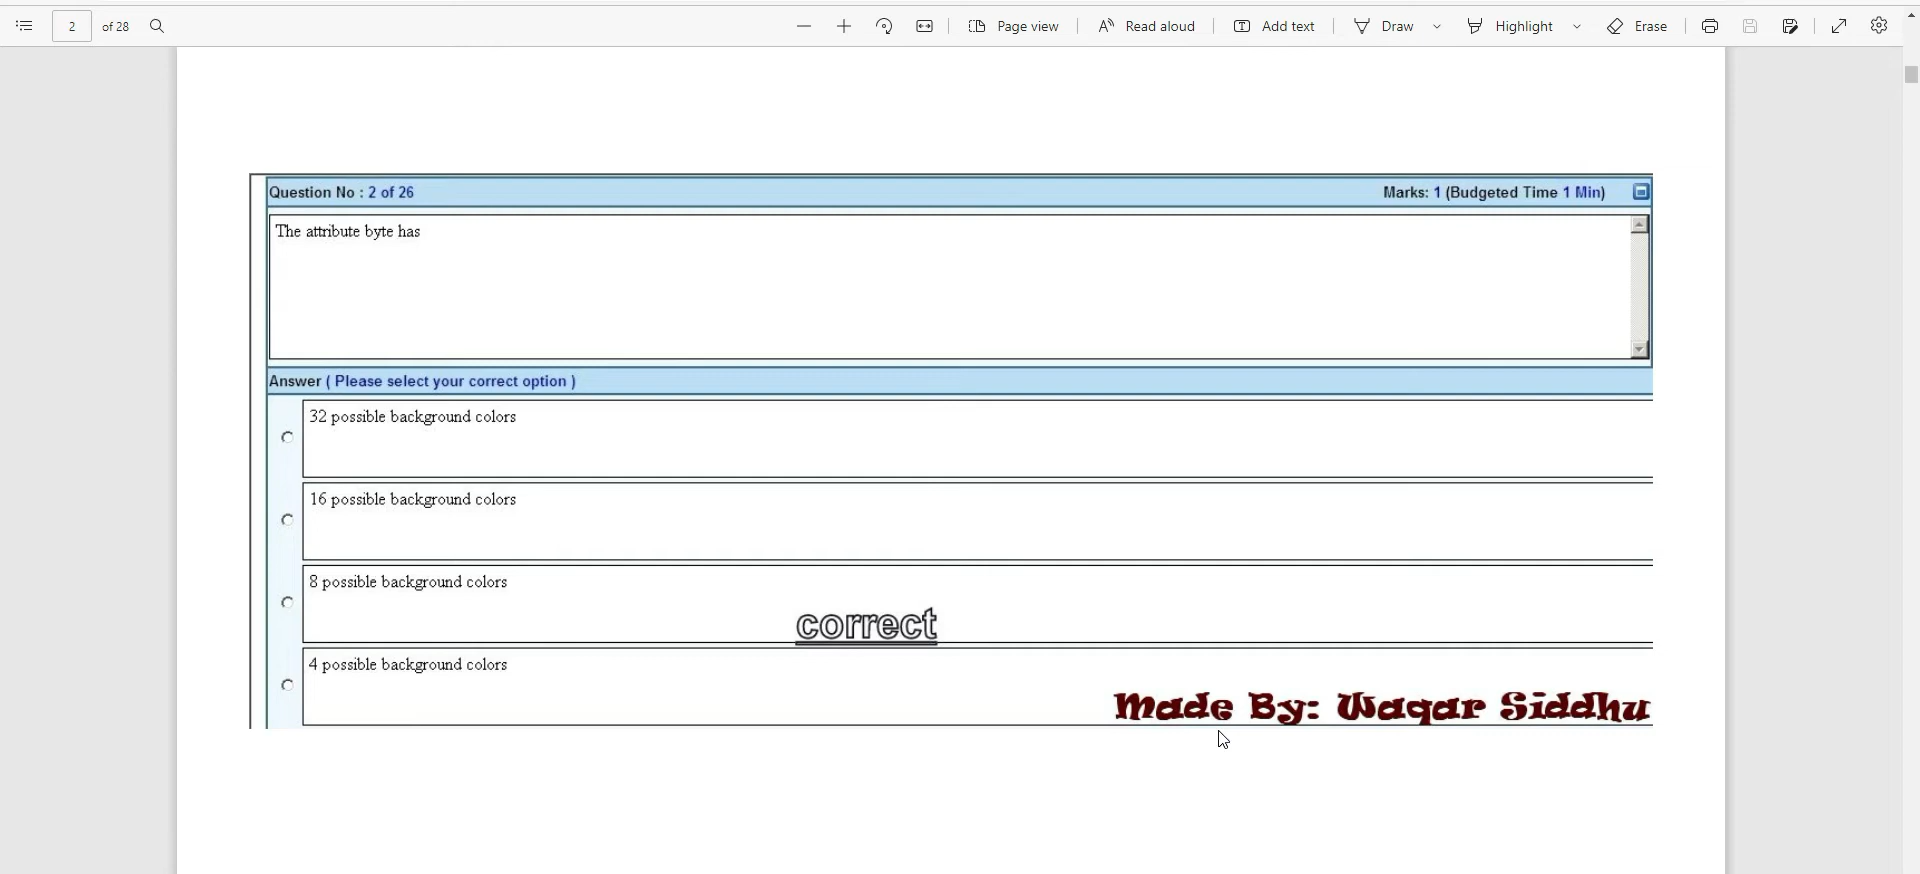 2 of 28 Page view Read aloud Add text Draw Highlight Erase
Question No : 2 of 26 Marks: 1 (Budgeted Time 1 Min)
The attribute byte has
Answer ( Please select your correct option )
32 possible background colors
16 possible background colors
8 possible background colors
correct
4 possible background colors
Made By: Waqar Siddhu